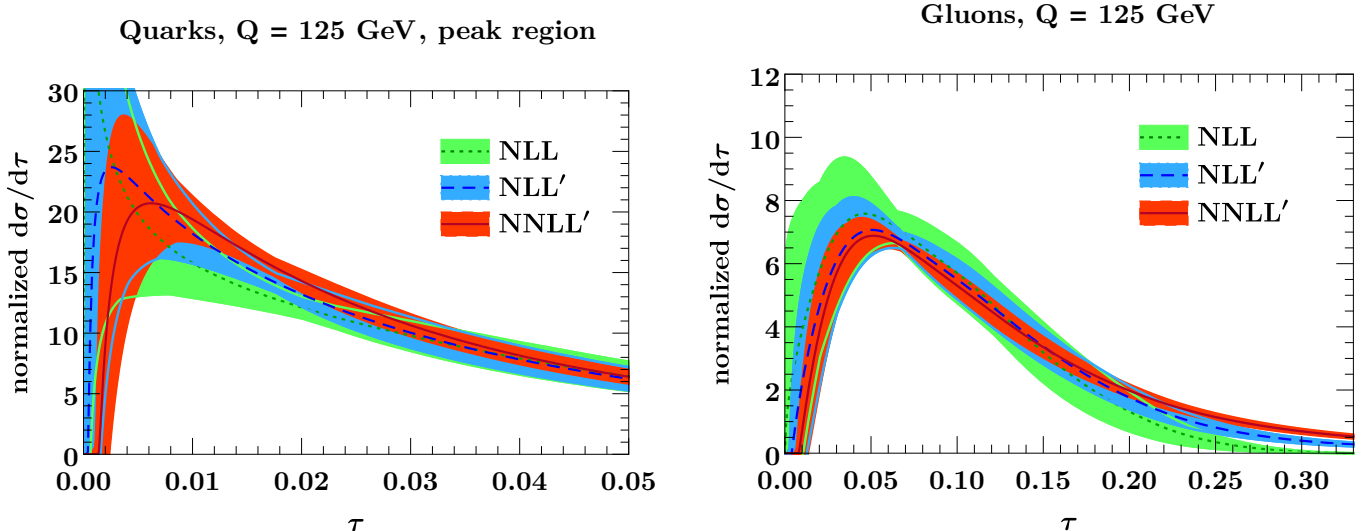 Quarks, Q = 125 GeV, peak region
normalized dσ/dτ
30
25
20
15
10
5
0
0.00 0.01 0.02 0.03 0.04 0.05
τ
NLL
NLL′
NNLL′
Gluons, Q = 125 GeV
normalized dσ/dτ
12
10
8
6
4
2
0
0.00 0.05 0.10 0.15 0.20 0.25 0.30
τ
NLL
NLL′
NNLL′